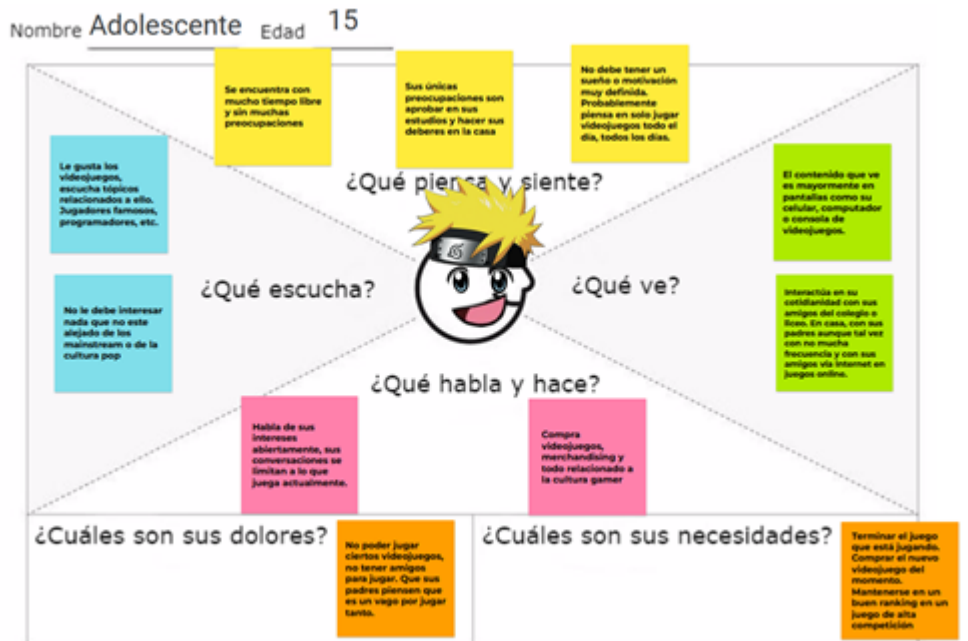 Nombre Adolescente Edad 15
Se encuentra con
mucho tiempo libre
y sin muchas
preocupaciones
Sus únicas
preocupaciones son
aprobar en sus
estudios y hacer sus
deberes en la casa
No debe tener un
sueño o motivación
muy definida.
Probablemente
piensa en solo jugar
videojuegos todo el
día, todos los días.
¿Qué piensa y siente?
Le gusta los
videojuegos,
escucha tópicos
relacionados a ello.
Jugadores famosos,
programadores, etc.
No le debe interesar
nada que no este
alejado de los
mainstream o de la
cultura pop
¿Qué escucha?
¿Qué ve?
El contenido que ve
es mayormente en
pantallas como su
celular, computador
o consola de
videojuegos.
Interactúa en su
cotidianidad con sus
amigos del colegio o
liceo. En casa, con sus
padres aunque tal vez
con no mucha
frecuencia y con sus
amigos vía internet en
juegos online.
¿Qué habla y hace?
Habla de sus
intereses
abiertamente, sus
conversaciones se
limitan a lo que
juega actualmente.
Compra
videojuegos,
merchandising y
todo relacionado a
la cultura gamer
¿Cuáles son sus dolores?
No poder jugar
ciertos videojuegos,
no tener amigos
para jugar. Que sus
padres piensen que
es un vago por jugar
tanto.
¿Cuáles son sus necesidades?
Terminar el juego
que está jugando.
Comprar el nuevo
videojuego del
momento.
Mantenerse en un
buen ranking en un
juego de alta
competición